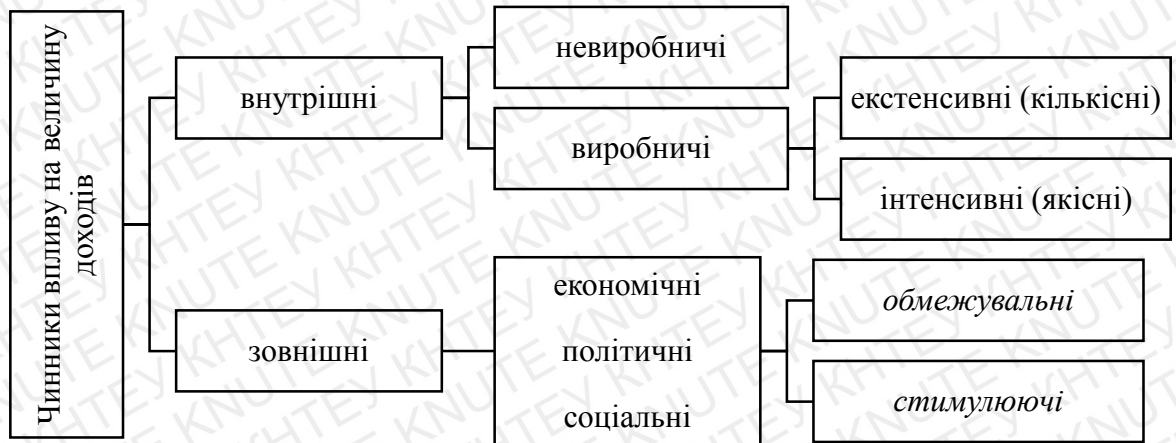 Чинники впливу на величину
доходів
внутрішні
невиробничі
виробничі
екстенсивні (кількісні)
інтенсивні (якісні)
зовнішні
економічні
політичні
соціальні
обмежувальні
стимулюючі